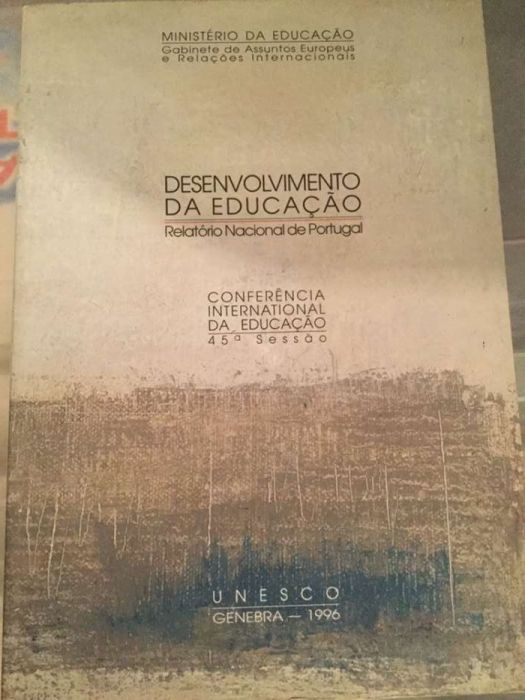 MINISTÉRIO DA EDUCAÇÃO
Gabinete de Assuntos Europeus
e Relações Internacionais
DESENVOLVIMENTO
DA EDUCAÇÃO
Relatório Nacional de Portugal
CONFERÊNCIA
INTERNATIONAL
DA EDUCAÇÃO
45ª Sessão
UNESCO
GENEBRA — 1996